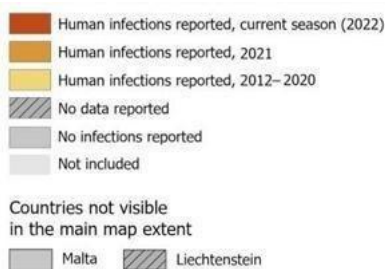 Human infections reported, current season (2022)
Human infections reported, 2021
Human infections reported, 2012–2020
No data reported
No infections reported
Not included
Countries not visible
in the main map extent
Malta Liechtenstein